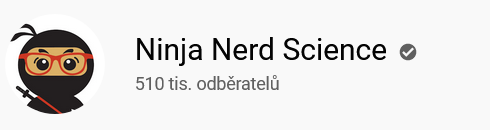 Ninja Nerd Science
510 tis. odběratelů